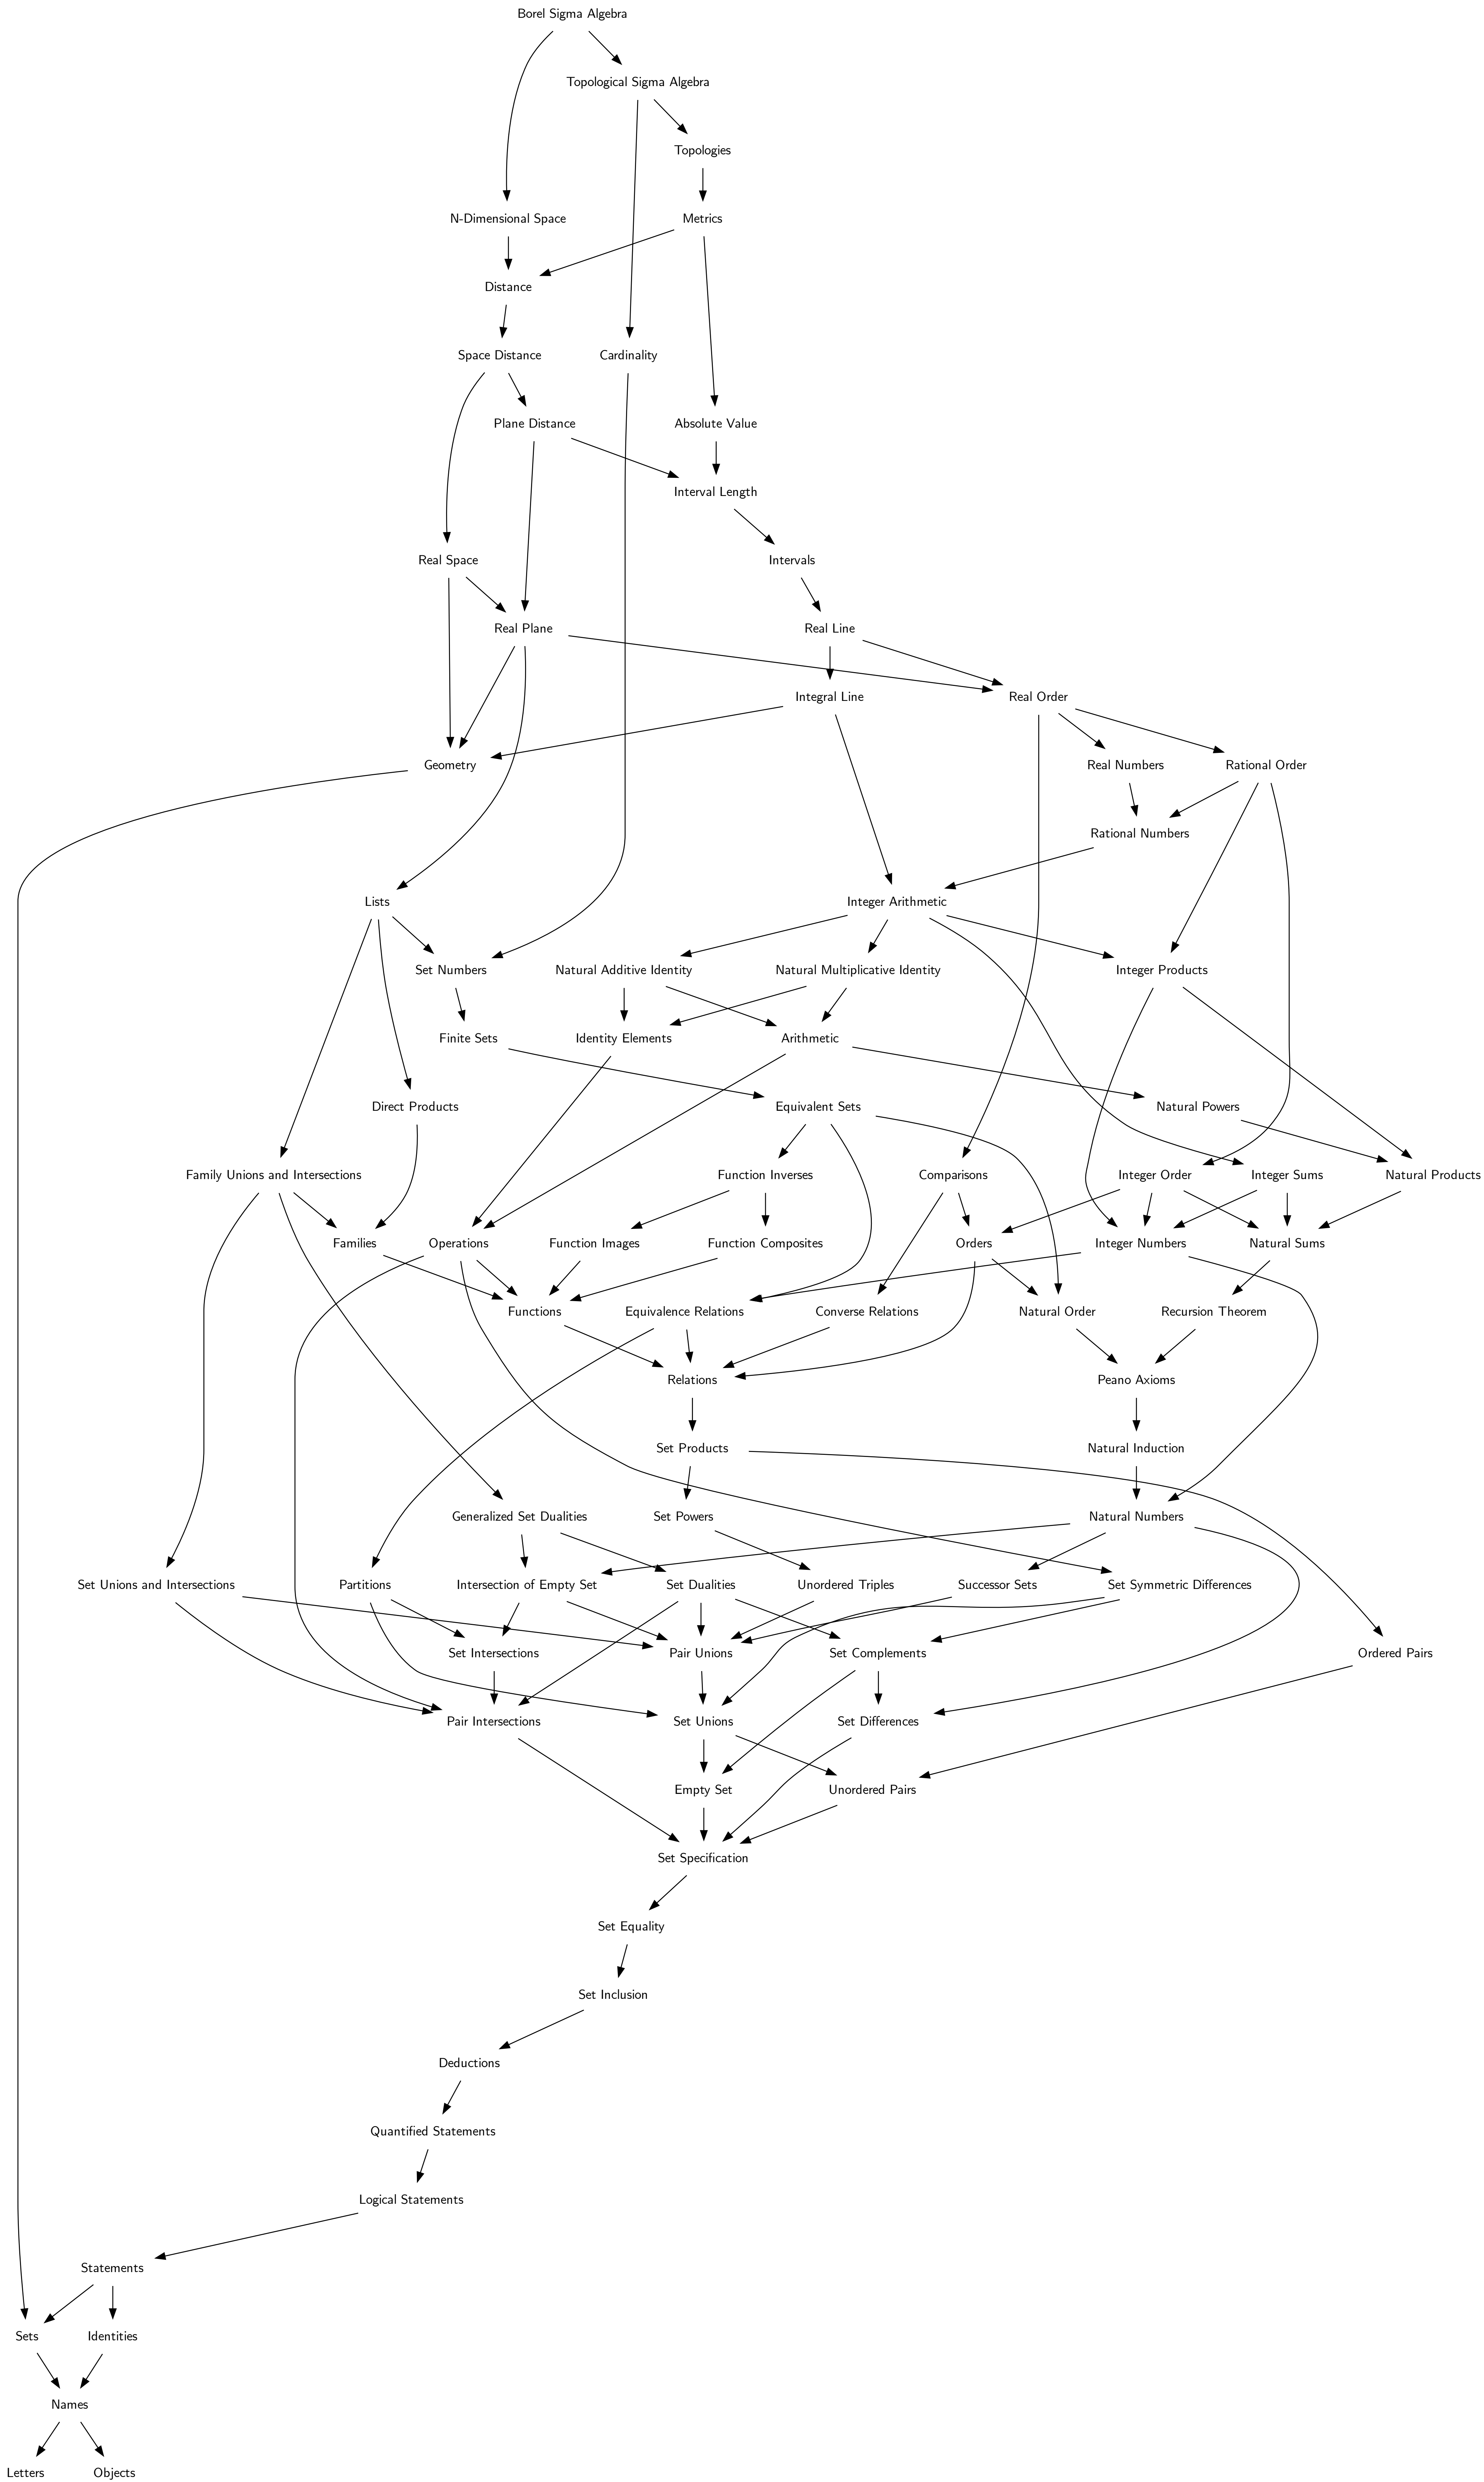 Borel Sigma Algebra
Topological Sigma Algebra
Topologies
N-Dimensional Space
Metrics
Distance
Space Distance
Cardinality
Plane Distance
Absolute Value
Interval Length
Real Space
Intervals
Real Plane
Real Line
Integral Line
Real Order
Geometry
Real Numbers
Rational Order
Rational Numbers
Lists
Integer Arithmetic
Set Numbers
Natural Additive Identity
Natural Multiplicative Identity
Integer Products
Finite Sets
Identity Elements
Arithmetic
Direct Products
Equivalent Sets
Natural Powers
Family Unions and Intersections
Function Inverses
Comparisons
Integer Order
Integer Sums
Natural Products
Families
Operations
Function Images
Function Composites
Orders
Integer Numbers
Natural Sums
Functions
Equivalence Relations
Converse Relations
Natural Order
Recursion Theorem
Relations
Peano Axioms
Set Products
Natural Induction
Generalized Set Dualities
Set Powers
Natural Numbers
Set Unions and Intersections
Partitions
Intersection of Empty Set
Set Dualities
Unordered Triples
Successor Sets
Set Symmetric Differences
Set Intersections
Pair Unions
Set Complements
Ordered Pairs
Pair Intersections
Set Unions
Set Differences
Empty Set
Unordered Pairs
Set Specification
Set Equality
Set Inclusion
Deductions
Quantified Statements
Logical Statements
Statements
Sets
Identities
Names
Letters
Objects